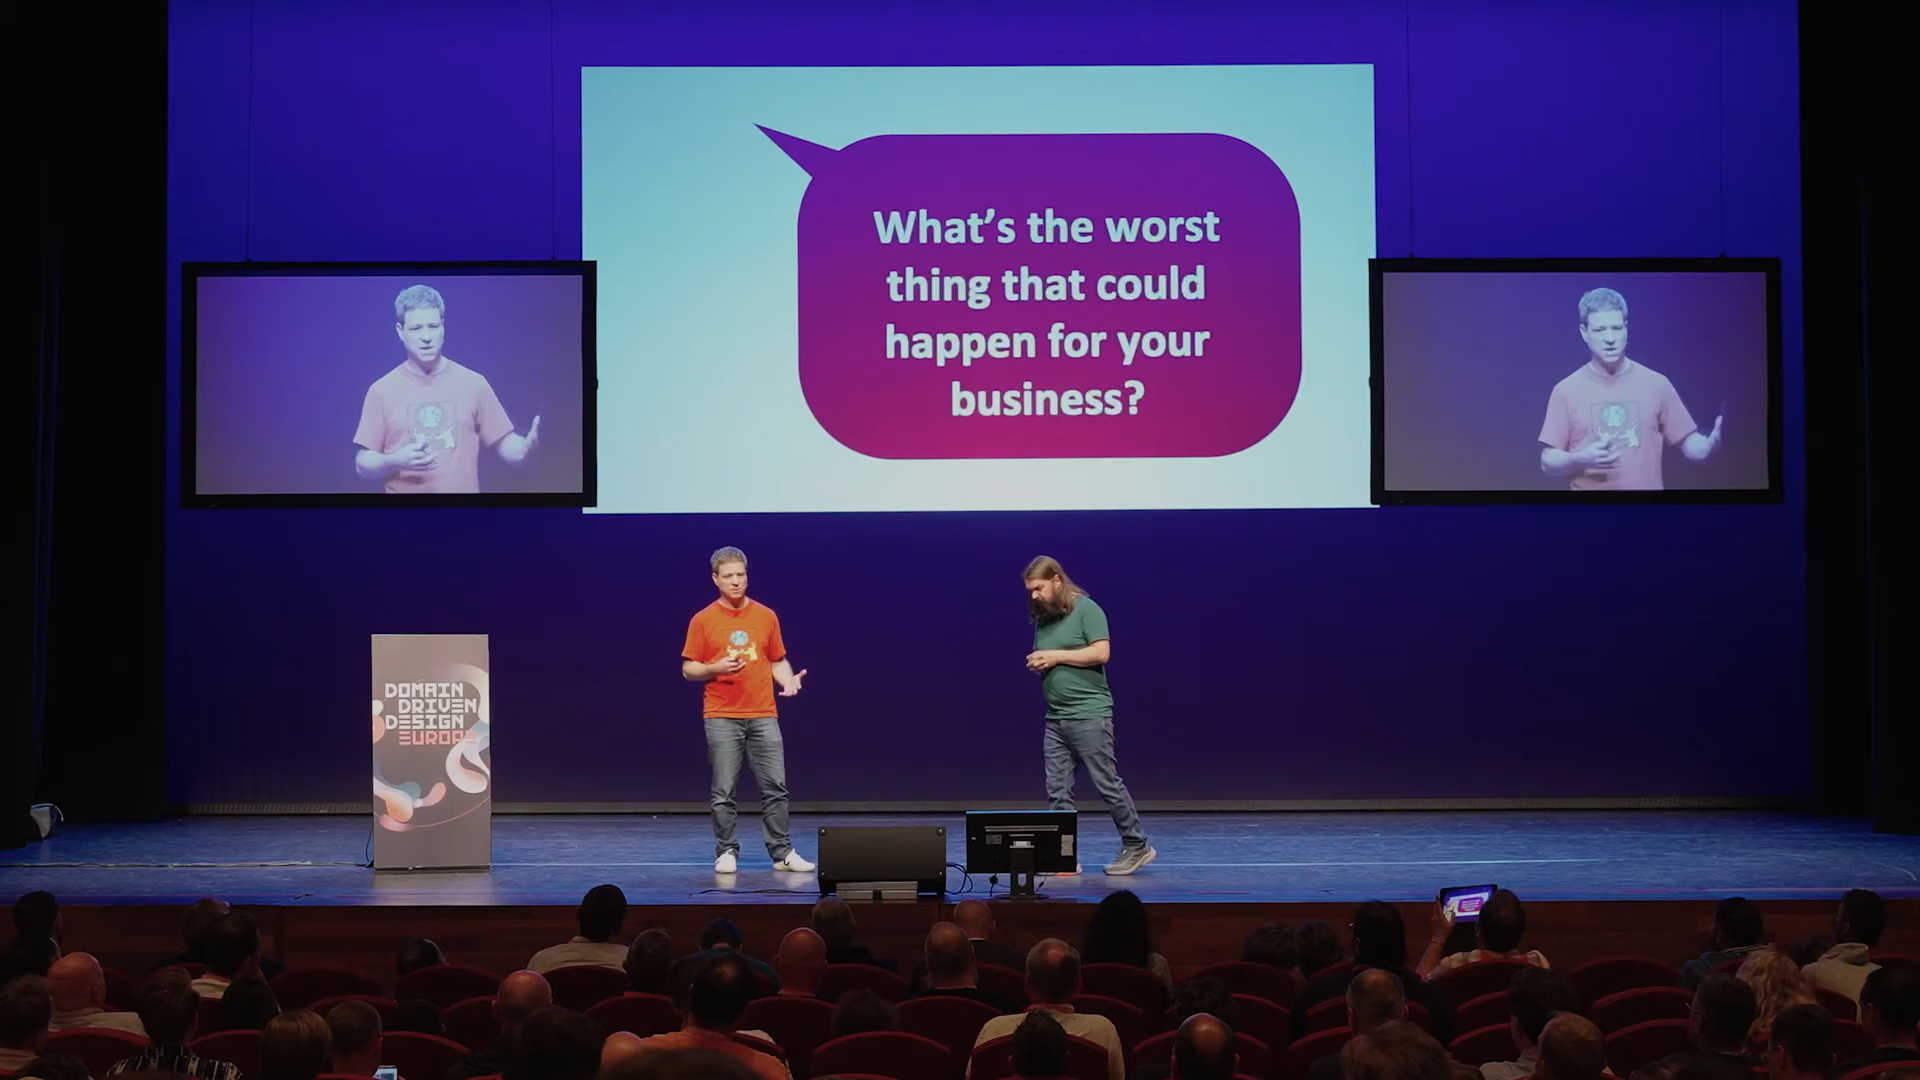 What's the worst
thing that could
happen for your
business?
DOMAIN
DRIVEN
DESIGN
EUROPE